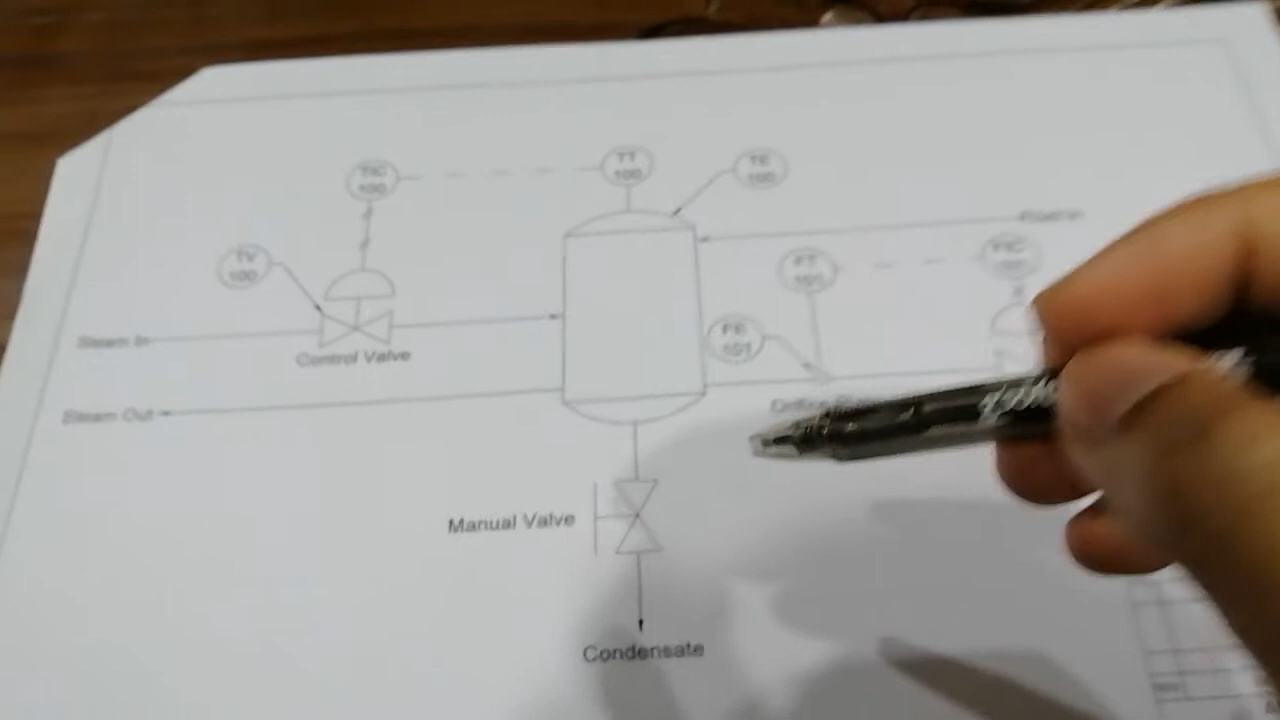 TIC
100
TT
100
TE
100
TV
100
FT
101
FIC
FE
101
Steam In
Control Valve
Steam Out
Manual Valve
Condensate